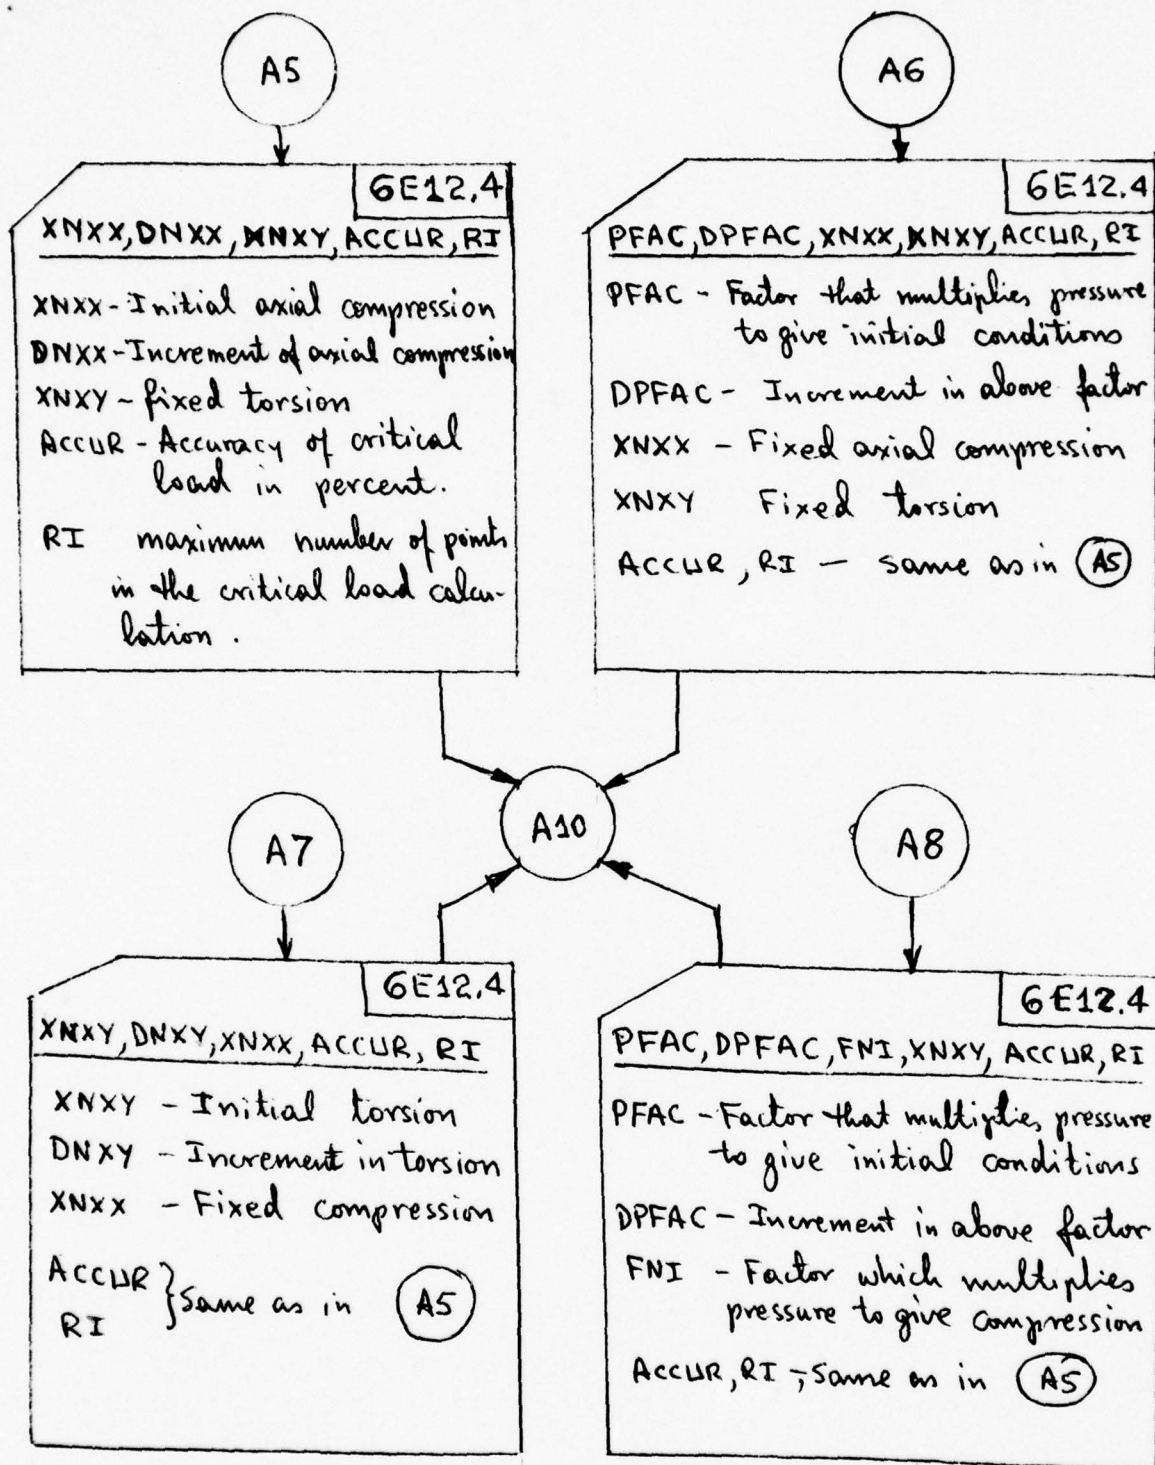 A5
6E12.4
XNXX, DNXX, XNXY, ACCUR, RI
XNXX - Initial axial compression
DNXX - Increment of axial compression
XNXY - fixed torsion
ACCUR - Accuracy of critical
load in percent.
RI maximum number of points
in the critical load calcu-
lation.
A6
6E12.4
PFAC, DPFAC, XNXX, XNXY, ACCUR, RI
PFAC - Factor that multiplies pressure
to give initial conditions
DPFAC - Increment in above factor
XNXX - Fixed axial compression
XNXY Fixed torsion
ACCUR, RI - same as in A5
A10
A7
6E12.4
XNXY, DNXY, XNXX, ACCUR, RI
XNXY - Initial torsion
DNXY - Increment in torsion
XNXX - Fixed compression
ACCUR } Same as in A5
RI
A8
6E12.4
PFAC, DPFAC, FNI, XNXY, ACCUR, RI
PFAC - Factor that multiplies pressure
to give initial conditions
DPFAC - Increment in above factor
FNI - Factor which multiplies
pressure to give compression
ACCUR, RI - Same as in A5